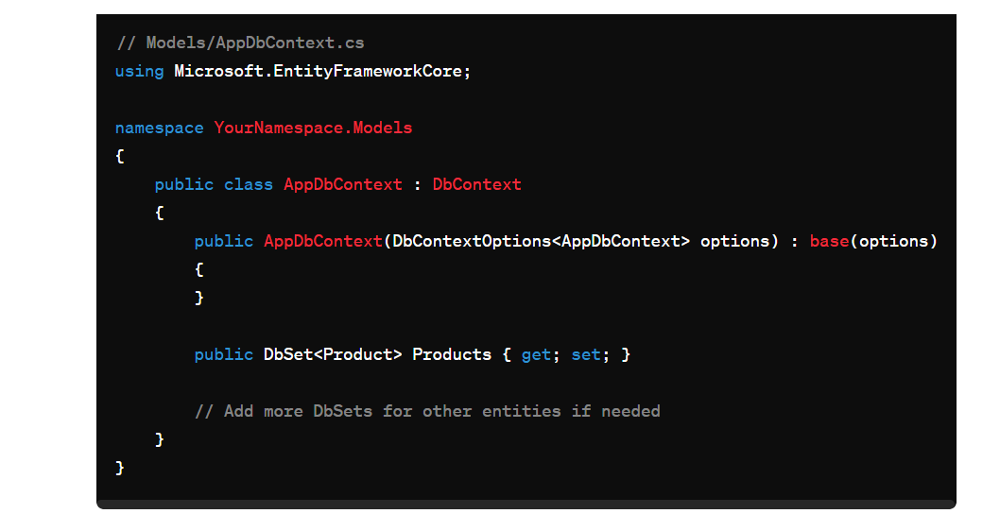 // Models/AppDbContext.cs
using Microsoft.EntityFrameworkCore;
namespace YourNamespace.Models
{
public class AppDbContext : DbContext
{
public AppDbContext(DbContextOptions<AppDbContext> options) : base(options)
{
}
public DbSet<Product> Products { get; set; }
// Add more DbSets for other entities if needed
}
}